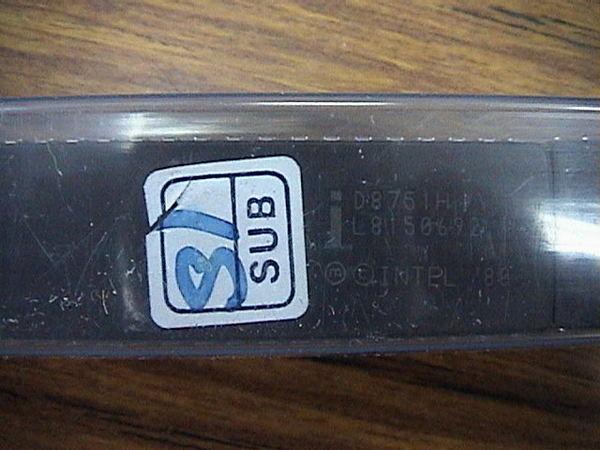 SUB
i D8751H
L8150692
Ⓜ ©INTEL '80